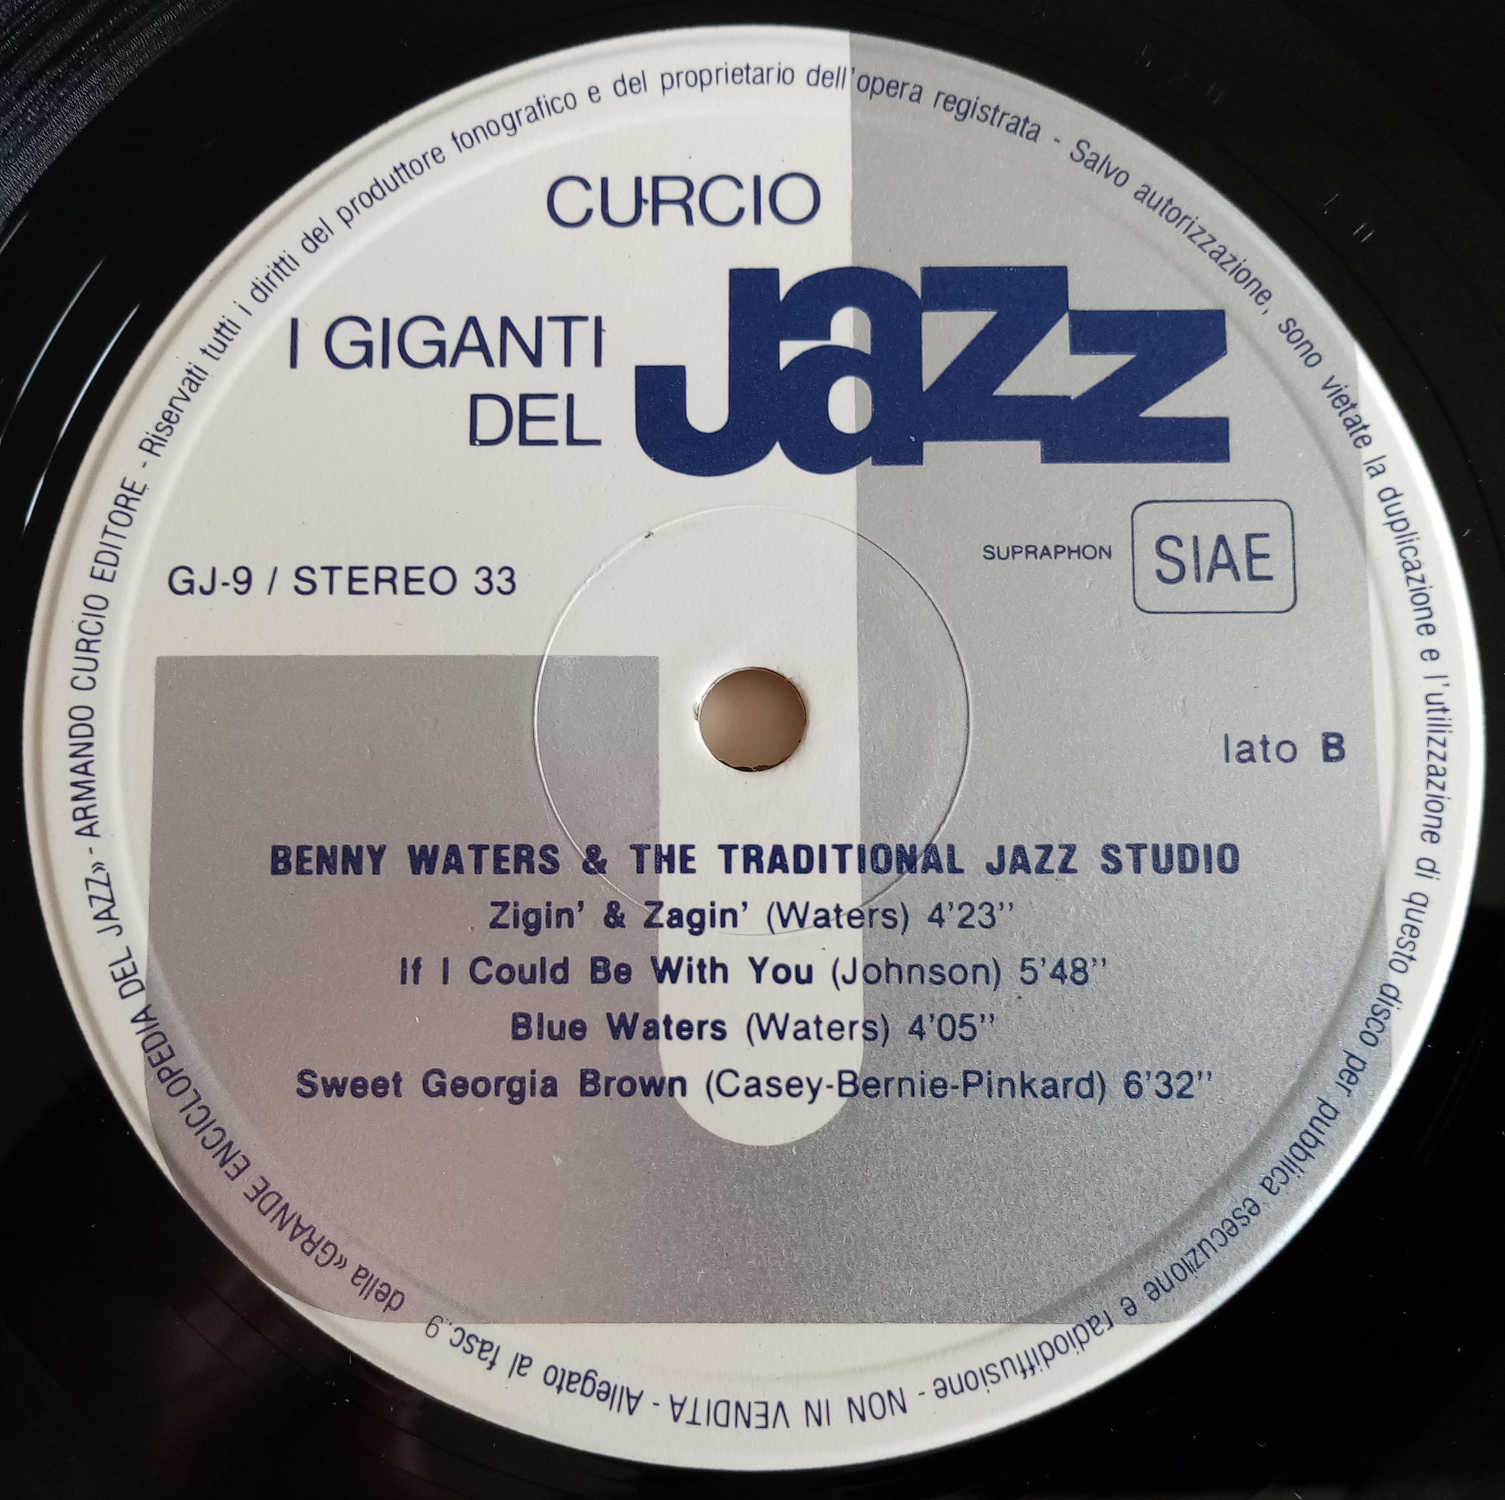 CURCIO
I GIGANTI
DEL
Jazz
SUPRAPHON
SIAE
GJ-9 / STEREO 33
lato B
BENNY WATERS & THE TRADITIONAL JAZZ STUDIO
Zigin' & Zagin' (Waters) 4'23''
If I Could Be With You (Johnson) 5'48''
Blue Waters (Waters) 4'05''
Sweet Georgia Brown (Casey-Bernie-Pinkard) 6'32''
ARMANDO CURCIO EDITORE - Riservati tutti i diritti del produttore fonografico e del proprietario dell'opera registrata - Salvo autorizzazione, sono vietate la duplicazione e l'utilizzazione di questo disco per pubblica esecuzione e radiodiffusione - NON IN VENDITA - Allegato al fasc.9 della «GRANDE ENCICLOPEDIA DEL JAZZ» -